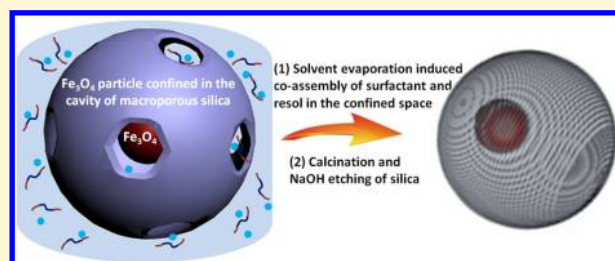 Fe₃O₄ particle confined in the
cavity of macroporous silica
Fe₃O₄
(1) Solvent evaporation induced
co-assembly of surfactant and
resol in the confined space
(2) Calcination and
NaOH etching of silica